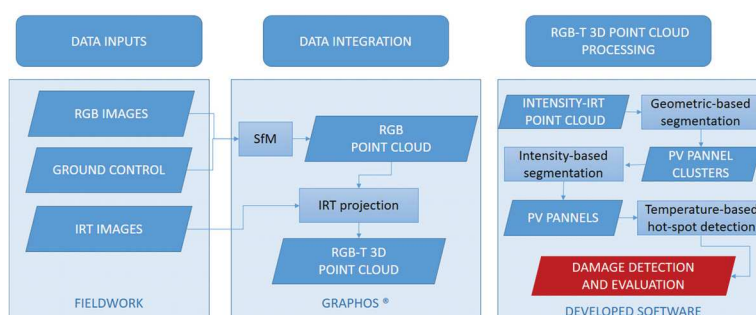 DATA INPUTS
DATA INTEGRATION
RGB-T 3D POINT CLOUD
PROCESSING
RGB IMAGES
GROUND CONTROL
IRT IMAGES
FIELDWORK
SfM
RGB
POINT CLOUD
IRT projection
RGB-T 3D
POINT CLOUD
GRAPHOS ®
INTENSITY-IRT
POINT CLOUD
Geometric-based
segmentation
Intensity-based
segmentation
PV PANNEL
CLUSTERS
PV PANNELS
Temperature-based
hot-spot detection
DAMAGE DETECTION
AND EVALUATION
DEVELOPED SOFTWARE